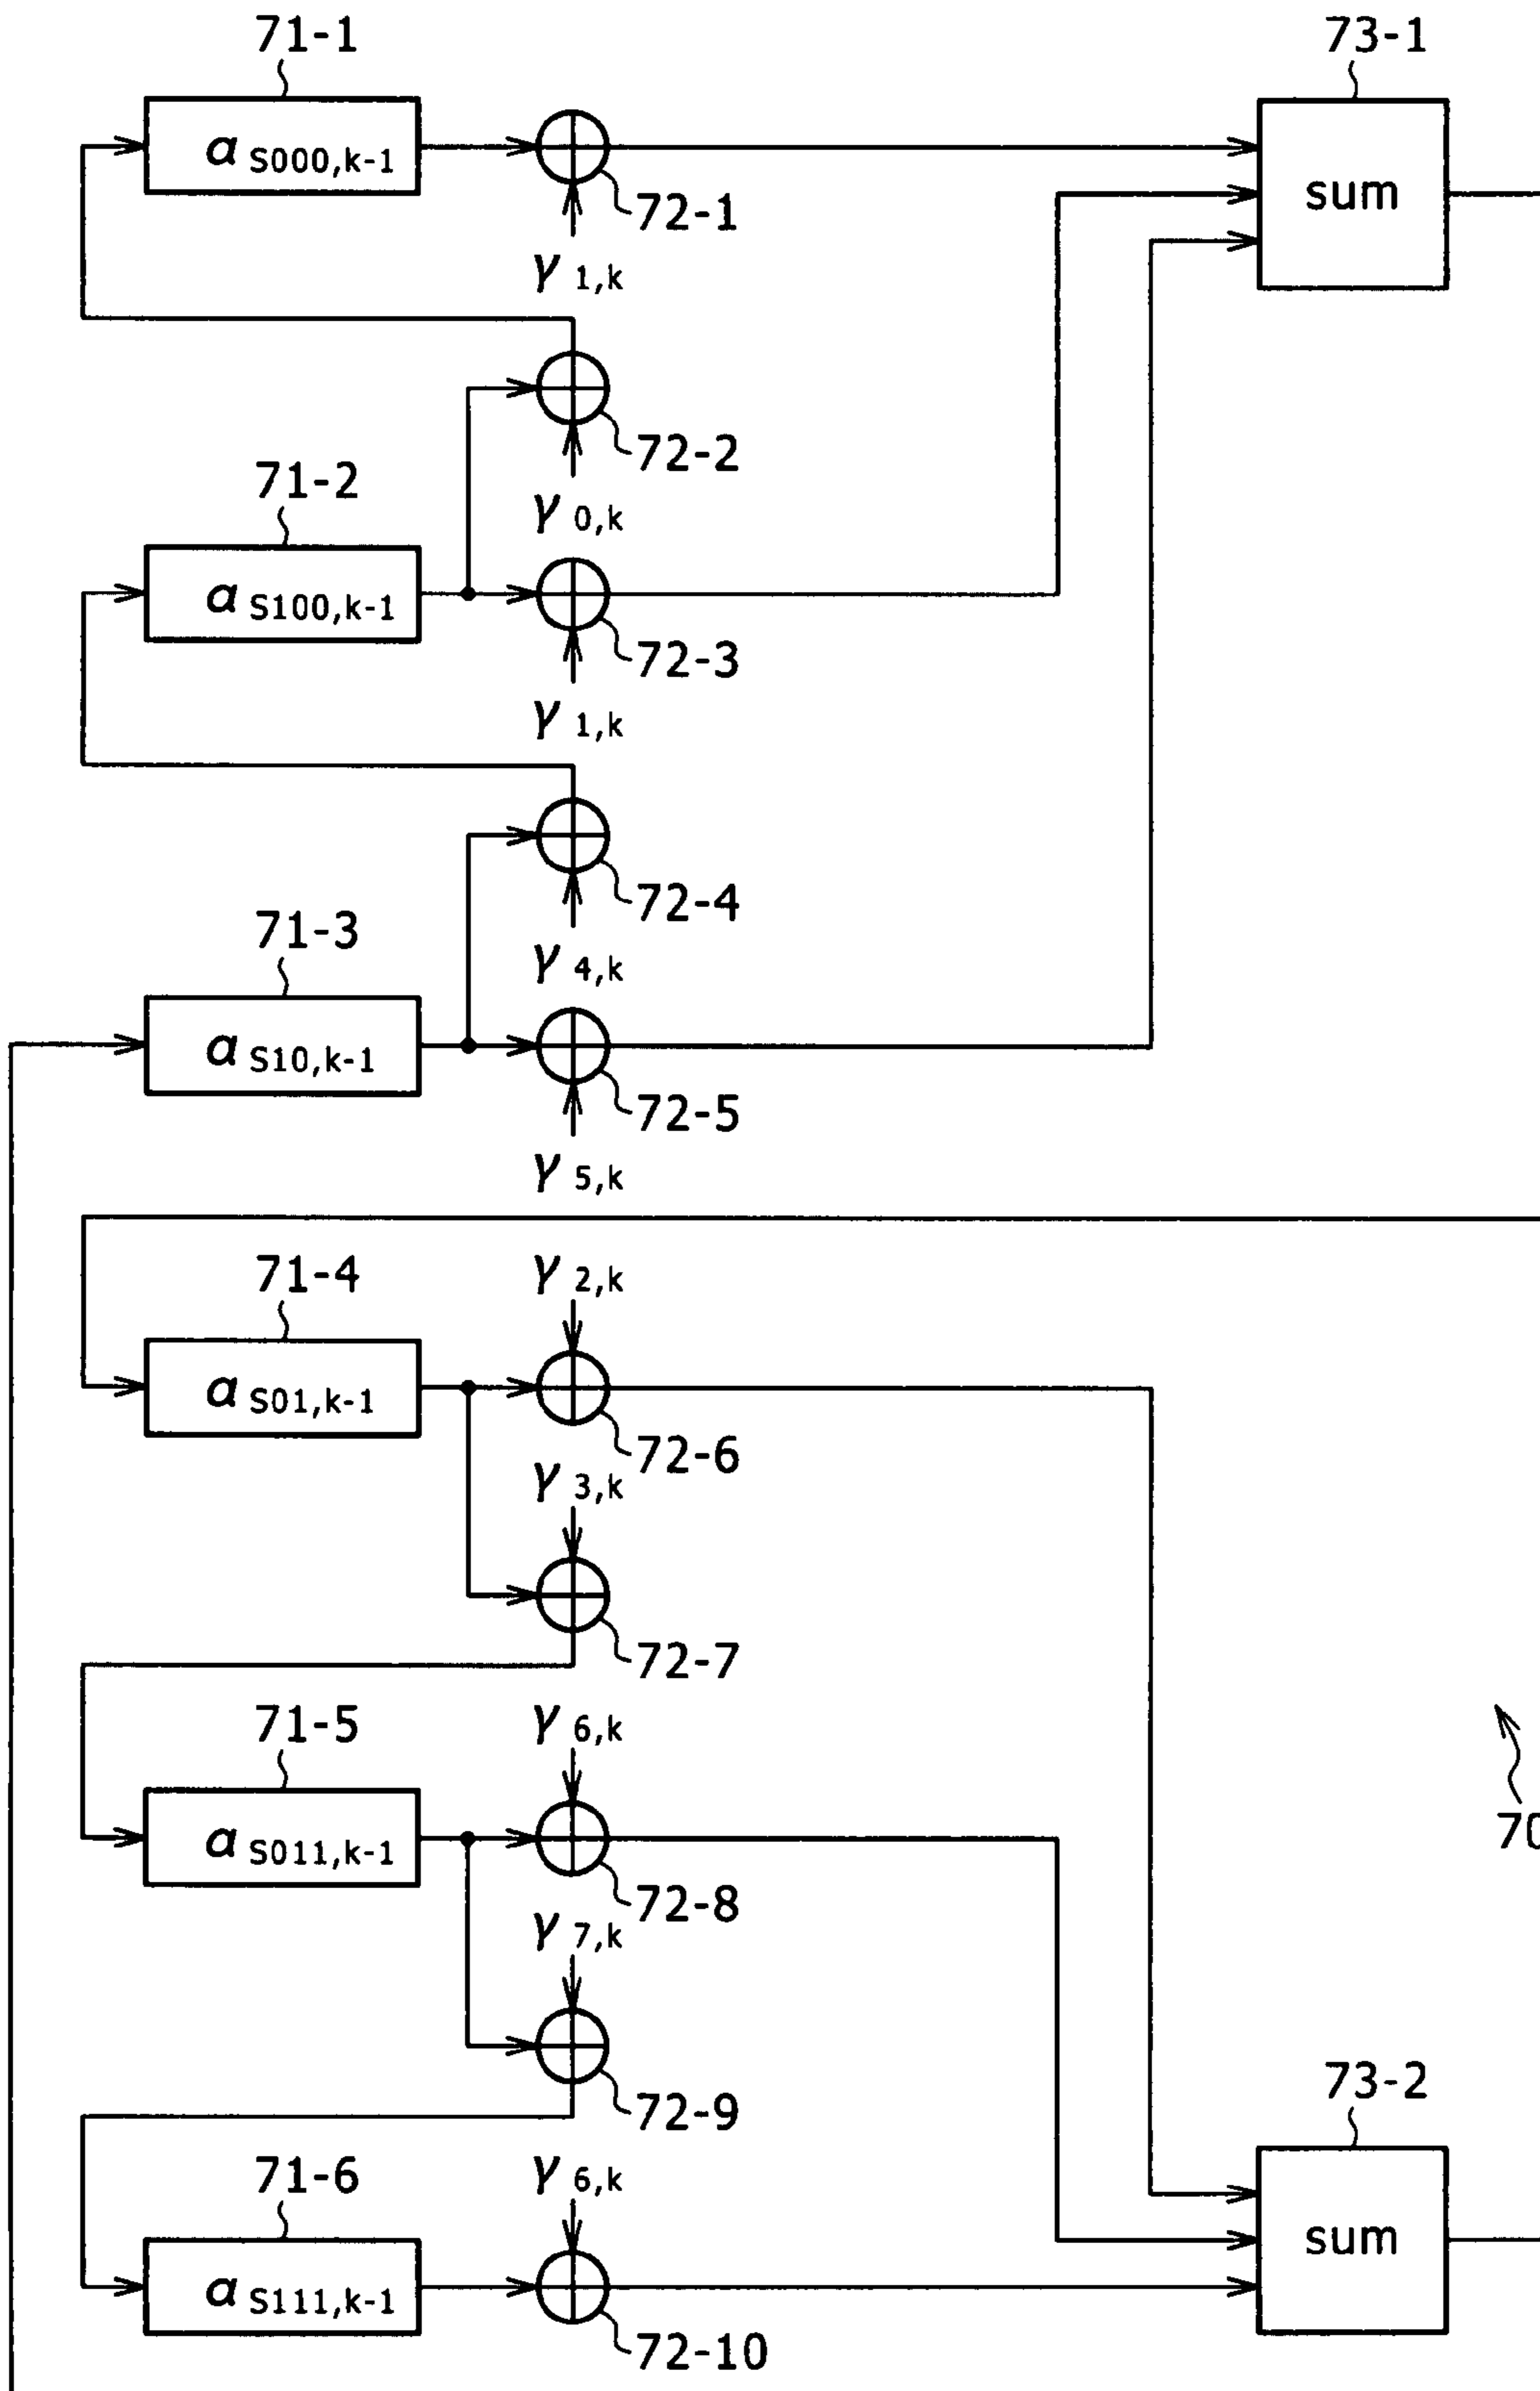 71-1
73-1
α S000,k-1
sum
72-1
γ 1,k
72-2
71-2
γ 0,k
α S100,k-1
72-3
γ 1,k
72-4
71-3
γ 4,k
α S10,k-1
72-5
γ 5,k
71-4
γ 2,k
α S01,k-1
72-6
γ 3,k
72-7
71-5
γ 6,k
70
α S011,k-1
72-8
γ 7,k
73-2
72-9
71-6
γ 6,k
sum
α S111,k-1
72-10